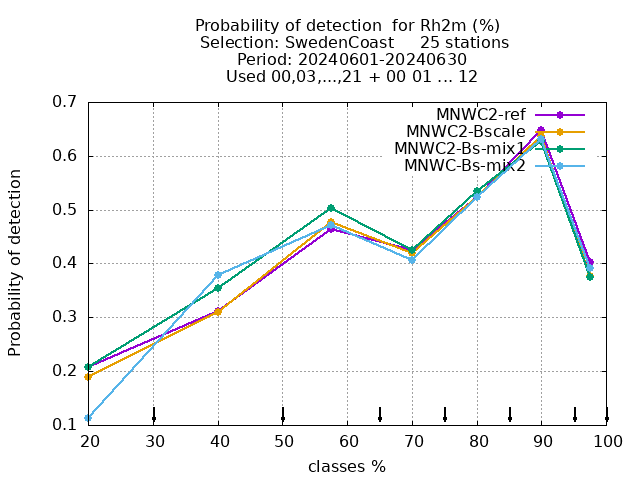 Probability of detection  for Rh2m (%)
Selection: SwedenCoast     25 stations
Period: 20240601-20240630
Used 00,03,...,21 + 00 01 ... 12
MNWC2-ref
MNWC2-Bscale
MNWC2-Bs-mix1
MNWC-Bs-mix2
Probability of detection
0.7
0.6
0.5
0.4
0.3
0.2
0.1
20 30 40 50 60 70 80 90 100
classes %